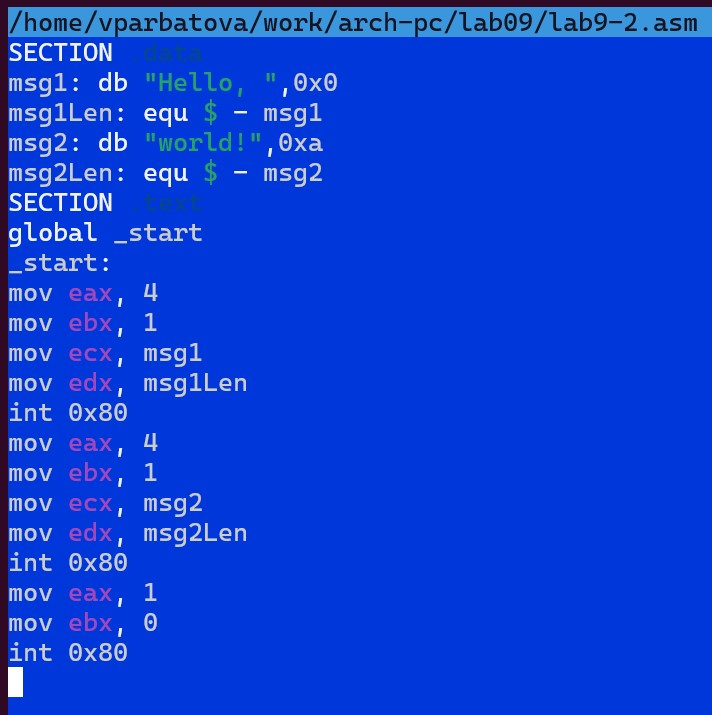 /home/vparbatova/work/arch-pc/lab09/lab9-2.asm
SECTION .data
msg1: db "Hello, ",0x0
msg1Len: equ $ - msg1
msg2: db "world!",0xa
msg2Len: equ $ - msg2
SECTION .text
global _start
_start:
mov eax, 4
mov ebx, 1
mov ecx, msg1
mov edx, msg1Len
int 0x80
mov eax, 4
mov ebx, 1
mov ecx, msg2
mov edx, msg2Len
int 0x80
mov eax, 1
mov ebx, 0
int 0x80